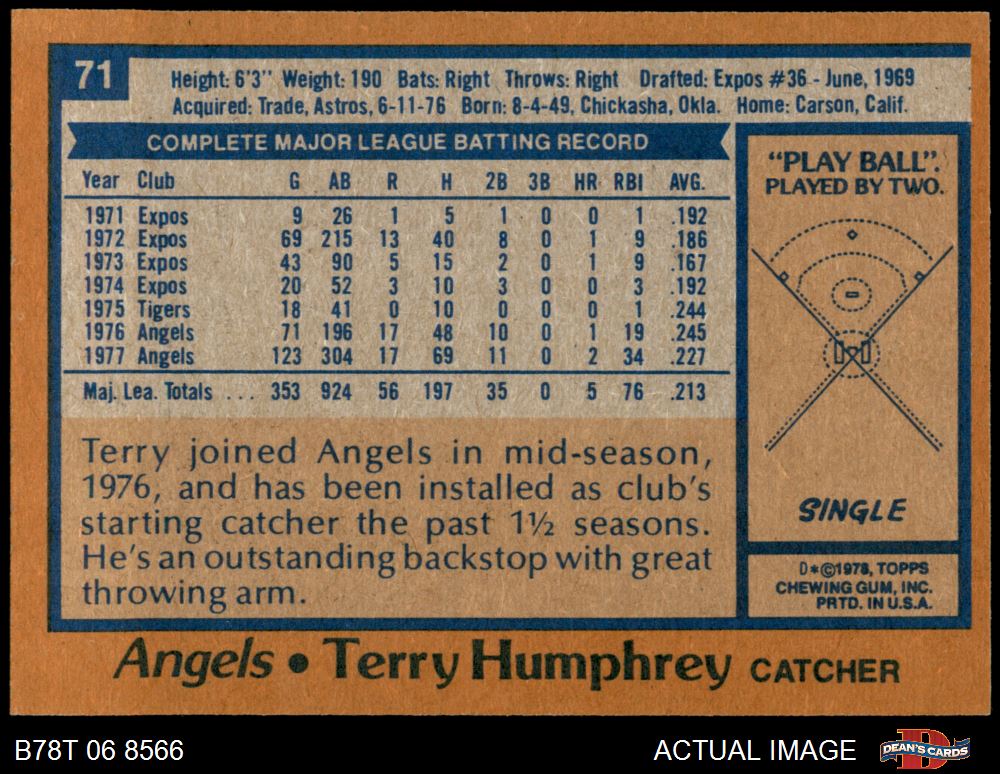 71
Height: 6'3" Weight: 190 Bats: Right Throws: Right Drafted: Expos #36 - June, 1969
Acquired: Trade, Astros, 6-11-76 Born: 8-4-49, Chickasha, Okla. Home: Carson, Calif.
COMPLETE MAJOR LEAGUE BATTING RECORD
Year Club G AB R H 2B 3B HR RBI AVG.
1971 Expos 9 26 1 5 1 0 0 1 .192
1972 Expos 69 215 13 40 8 0 1 9 .186
1973 Expos 43 90 5 15 2 0 1 9 .167
1974 Expos 20 52 3 10 3 0 0 3 .192
1975 Tigers 18 41 0 10 0 0 0 1 .244
1976 Angels 71 196 17 48 10 0 1 19 .245
1977 Angels 123 304 17 69 11 0 2 34 .227
Maj. Lea. Totals ... 353 924 56 197 35 0 5 76 .213
Terry joined Angels in mid-season,
1976, and has been installed as club's
starting catcher the past 1½ seasons.
He's an outstanding backstop with great
throwing arm.
"PLAY BALL".
PLAYED BY TWO.
SINGLE
D*©1978, TOPPS
CHEWING GUM, INC.
PRTD. IN U.S.A.
Angels • Terry Humphrey CATCHER
B78T 06 8566
ACTUAL IMAGE
D
DEAN'S CARDS